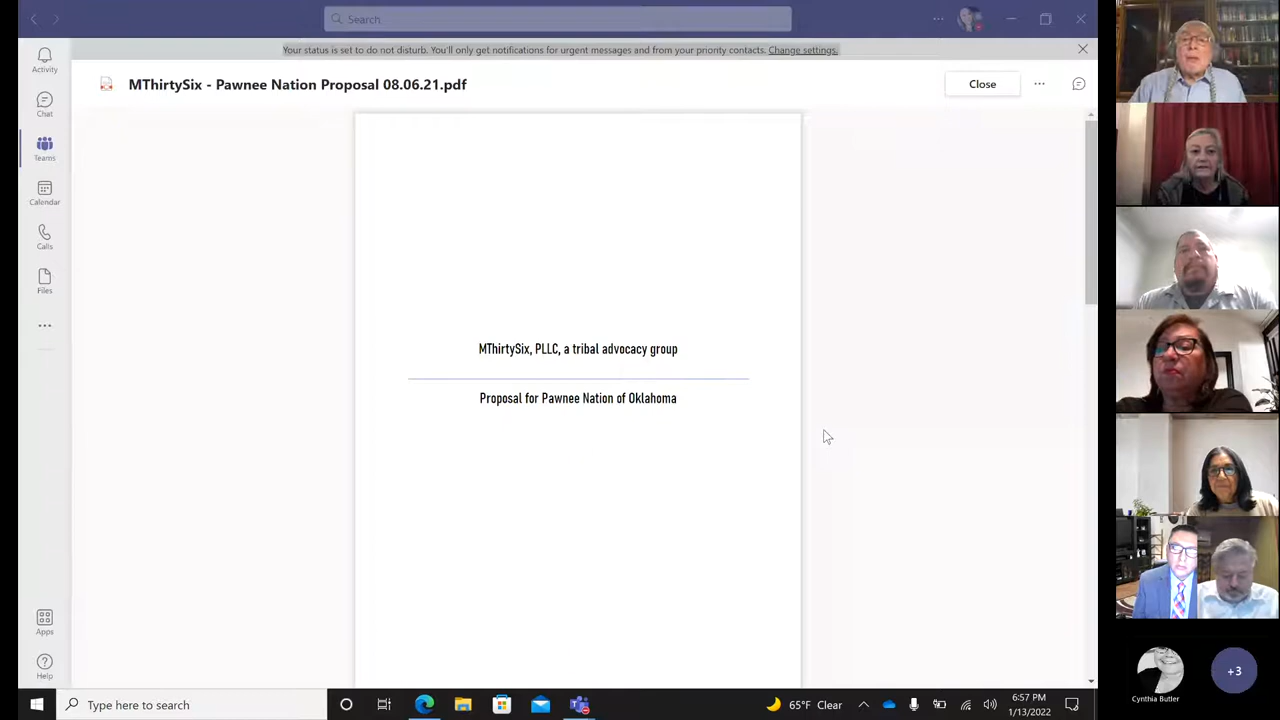 Search
Your status is set to do not disturb. You'll only get notifications for urgent messages and from your priority contacts. Change settings.
Activity
MThirtySix - Pawnee Nation Proposal 08.06.21.pdf
Close
Chat
Teams
Calendar
Calls
Files
MThirtySix, PLLC, a tribal advocacy group
Proposal for Pawnee Nation of Oklahoma
Apps
Help
Cynthia Butler
+3
Type here to search
65°F Clear
6:57 PM
1/13/2022